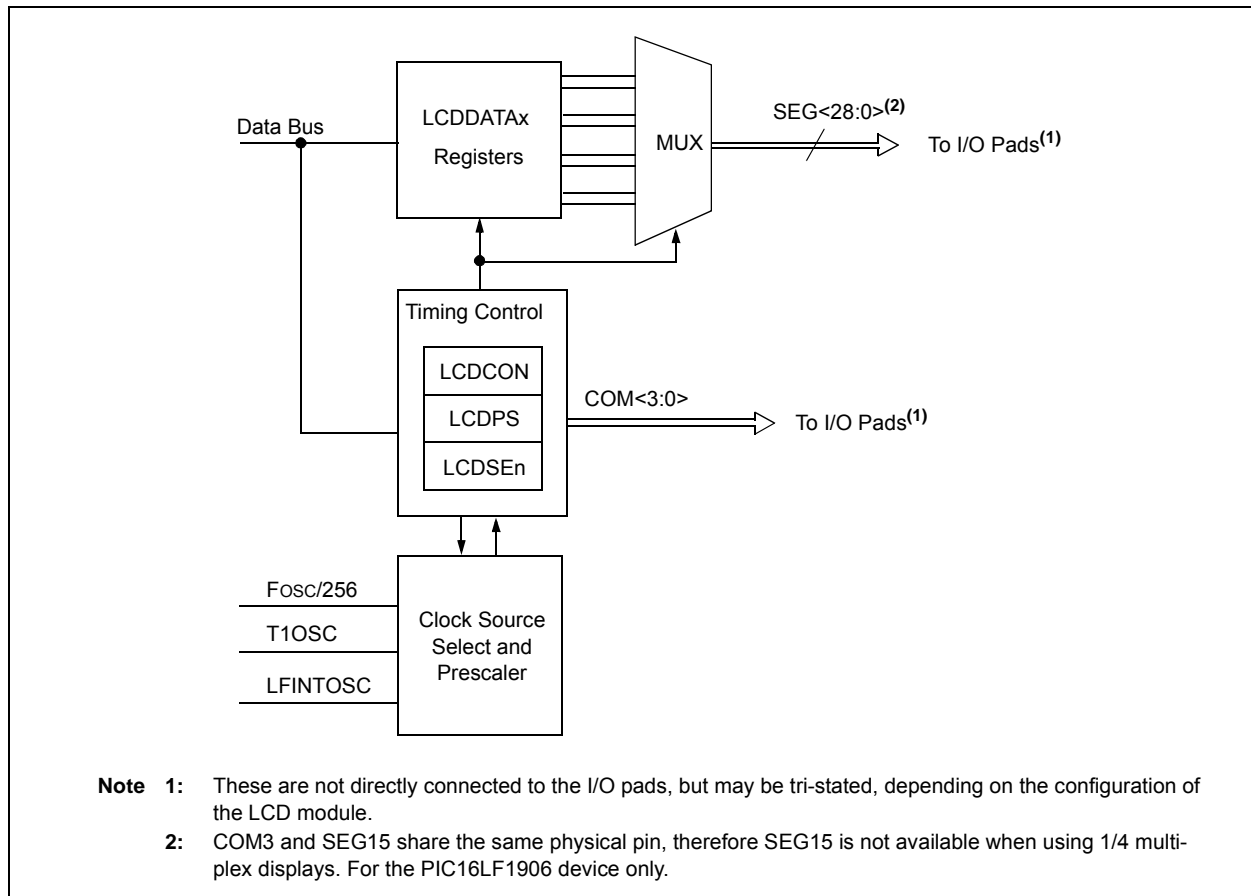 Data Bus
LCDDATAx
Registers
MUX
SEG<28:0>(2)
To I/O Pads(1)
Timing Control
LCDCON
LCDPS
LCDSEn
COM<3:0>
To I/O Pads(1)
FOSC/256
T1OSC
LFINTOSC
Clock Source
Select and
Prescaler
Note 1: These are not directly connected to the I/O pads, but may be tri-stated, depending on the configuration of
the LCD module.
2: COM3 and SEG15 share the same physical pin, therefore SEG15 is not available when using 1/4 multi-
plex displays. For the PIC16LF1906 device only.